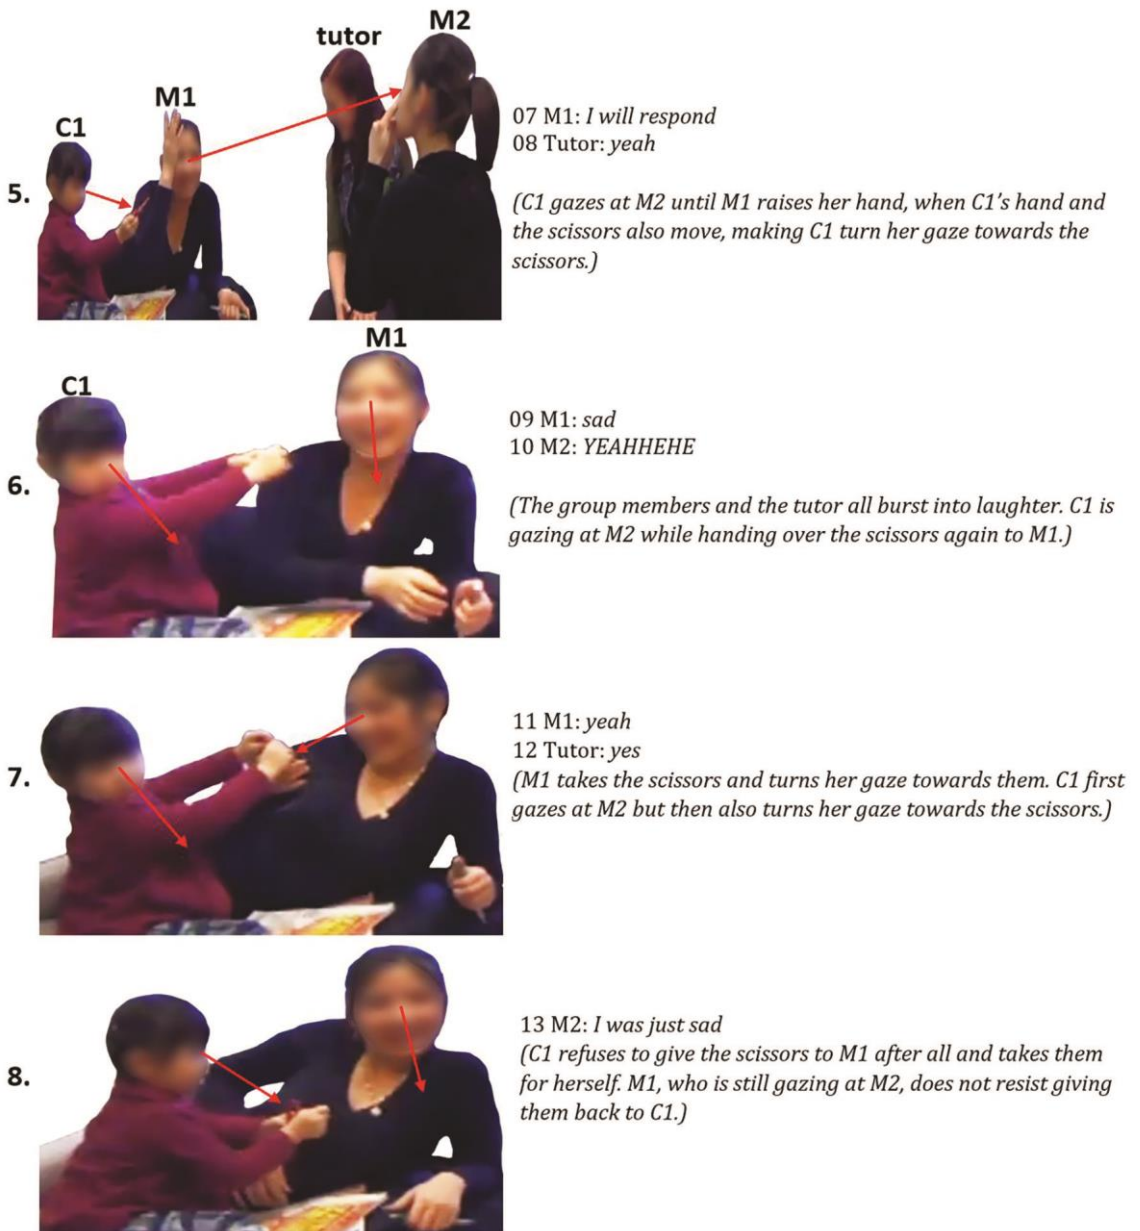 tutor M2
M1
C1
5.
07 M1: I will respond
08 Tutor: yeah
(C1 gazes at M2 until M1 raises her hand, when C1's hand and
the scissors also move, making C1 turn her gaze towards the
scissors.)
M1
C1
6.
09 M1: sad
10 M2: YEAHHEHE
(The group members and the tutor all burst into laughter. C1 is
gazing at M2 while handing over the scissors again to M1.)
7.
11 M1: yeah
12 Tutor: yes
(M1 takes the scissors and turns her gaze towards them. C1 first
gazes at M2 but then also turns her gaze towards the scissors.)
8.
13 M2: I was just sad
(C1 refuses to give the scissors to M1 after all and takes them
for herself. M1, who is still gazing at M2, does not resist giving
them back to C1.)